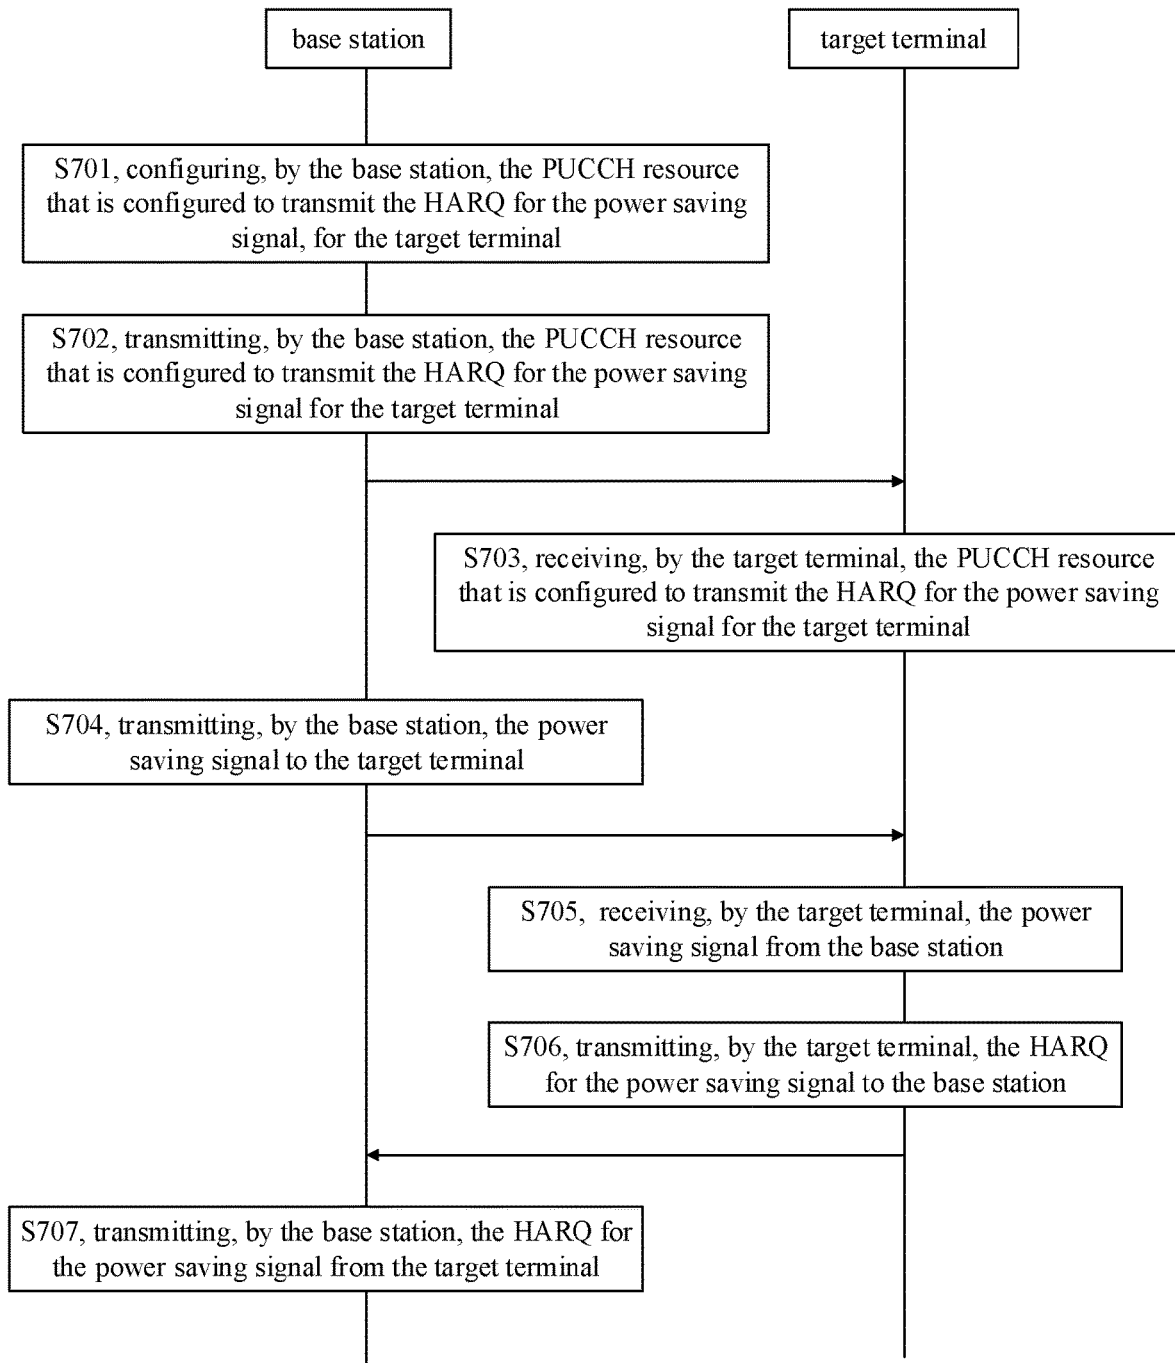 base station
target terminal
S701, configuring, by the base station, the PUCCH resource
that is configured to transmit the HARQ for the power saving
signal, for the target terminal
S702, transmitting, by the base station, the PUCCH resource
that is configured to transmit the HARQ for the power saving
signal for the target terminal
S703, receiving, by the target terminal, the PUCCH resource
that is configured to transmit the HARQ for the power saving
signal for the target terminal
S704, transmitting, by the base station, the power
saving signal to the target terminal
S705, receiving, by the target terminal, the power
saving signal from the base station
S706, transmitting, by the target terminal, the HARQ
for the power saving signal to the base station
S707, transmitting, by the base station, the HARQ for
the power saving signal from the target terminal